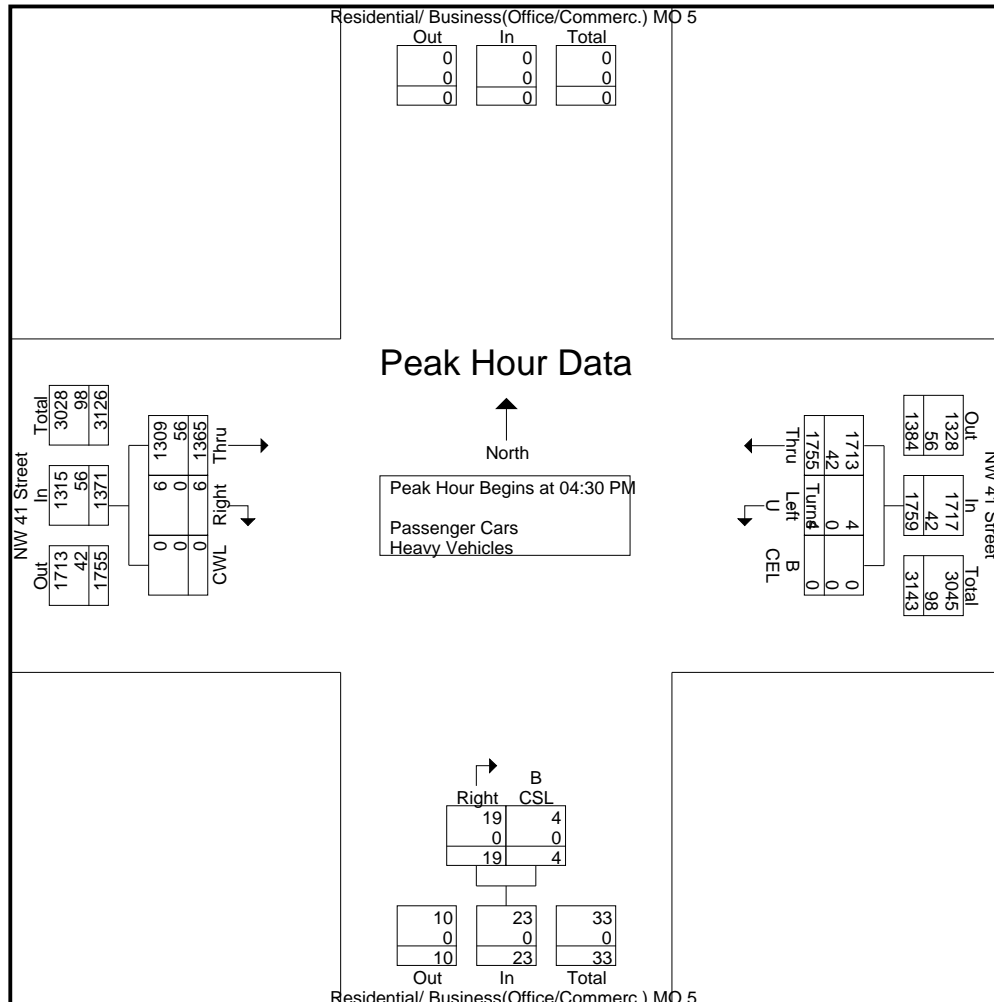 Residential/ Business(Office/Commerc.) MO 5
Out In Total
0 0 0
0 0 0
0 0 0
Peak Hour Data
North
Peak Hour Begins at 04:30 PM
Passenger Cars
Heavy Vehicles
NW 41 Street
Total In Out
3028 1315 1713
98 56 42
3126 1371 1755
Thru Right CWL
1309 6 0
56 0 0
1365 6 0
NW 41 Street
Out In Total
1328 1717 3045
56 42 98
1384 1759 3143
1713 4 0
42 0 0
1755 4 0
Thru Left U Turns B CEL
B
Right CSL
19 4
0 0
19 4
10 23 33
0 0 0
10 23 33
Out In Total
Residential/ Business(Office/Commerc.) MO 5